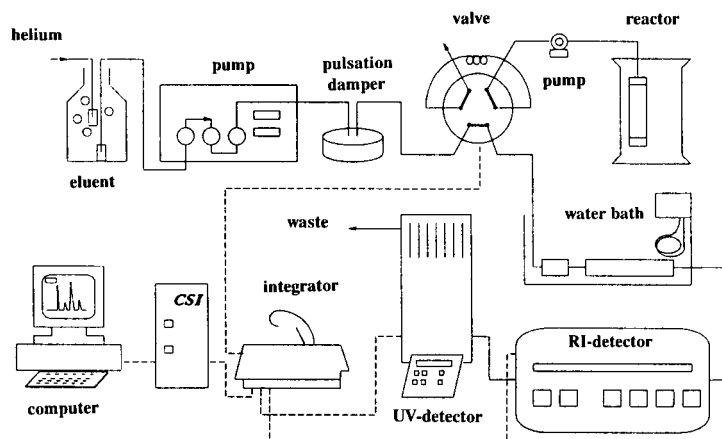 helium
eluent
pump
pulsation
damper
valve
pump
reactor
water bath
waste
integrator
CSI
computer
UV-detector
RI-detector